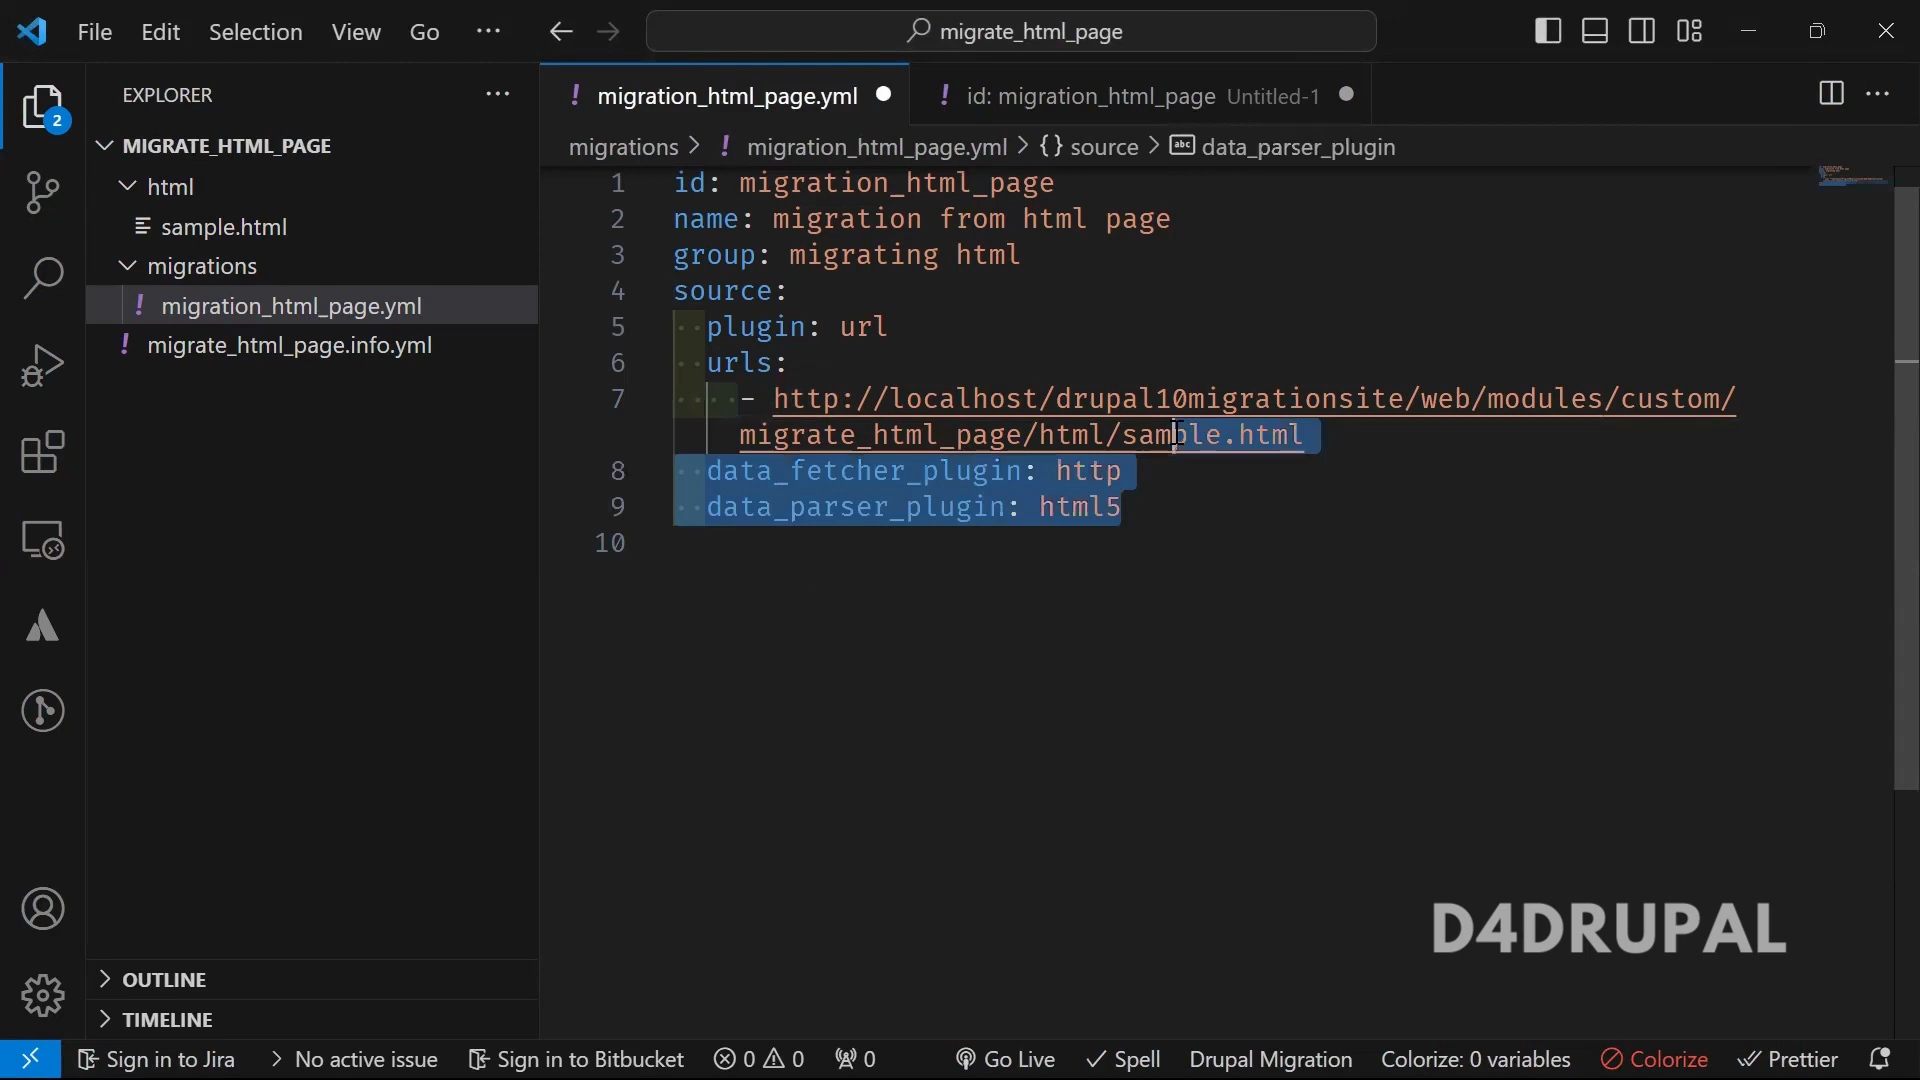 File Edit Selection View Go ··· migrate_html_page
EXPLORER ···
2
MIGRATE_HTML_PAGE
html
sample.html
migrations
! migration_html_page.yml
! migrate_html_page.info.yml
OUTLINE
TIMELINE
! migration_html_page.yml ! id: migration_html_page Untitled-1 ···
migrations > ! migration_html_page.yml > {} source > abc data_parser_plugin
1 id: migration_html_page
2 name: migration from html page
3 group: migrating html
4 source:
5 plugin: url
6 urls:
7 - http://localhost/drupal10migrationsite/web/modules/custom/
migrate_html_page/html/sample.html
8 data_fetcher_plugin: http
9 data_parser_plugin: html5
10
D4DRUPAL
Sign in to Jira > No active issue Sign in to Bitbucket 0 0 0 Go Live Spell Drupal Migration Colorize: 0 variables Colorize Prettier